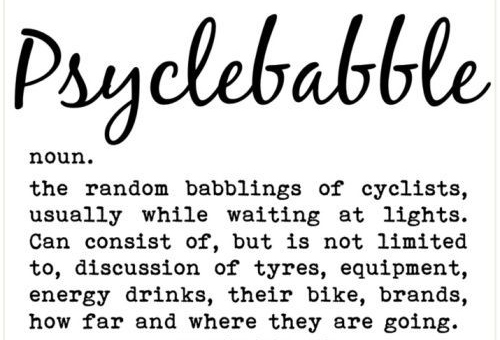 Psyclebabble
noun.
the random babblings of cyclists,
usually while waiting at lights.
Can consist of, but is not limited
to, discussion of tyres, equipment,
energy drinks, their bike, brands,
how far and where they are going.